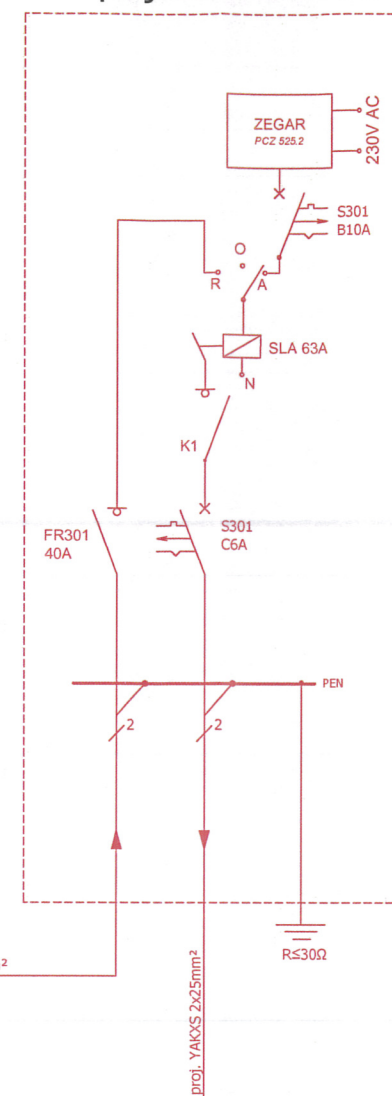 ZEGAR
PCZ 525.2
230V AC
S301
B10A
O
R
A
SLA 63A
N
K1
FR301
40A
S301
C6A
PEN
2
2
R≤30Ω
proj. YAKXS 2x25mm²